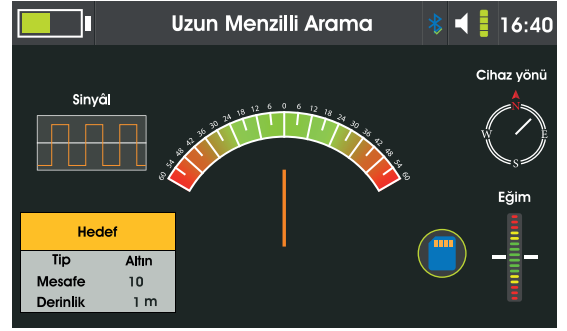 Uzun Menzilli Arama
16:40
Sinyâl
60 54 48 42 36 30 24 18 12 6 0 6 12 18 24 30 36 42 48 54 60
Cihaz yönü
N
W
E
S
Eğim
Hedef
Tip Altın
Mesafe 10
Derinlik 1 m